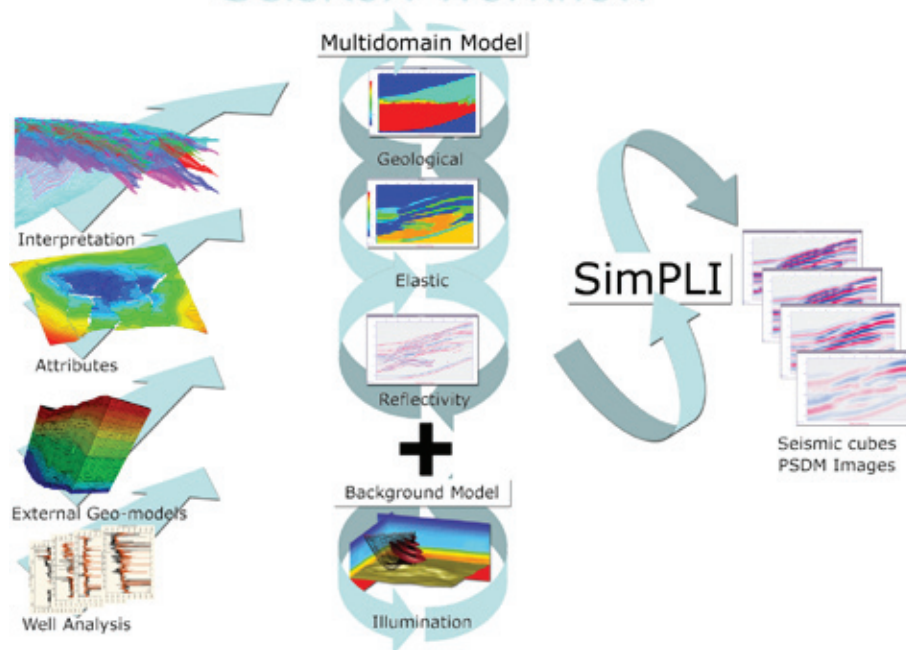 Multidomain Model
Geological
Interpretation
Elastic
SimPLI
Attributes
Reflectivity
Seismic cubes
PSDM Images
Background Model
External Geo-models
Illumination
Well Analysis